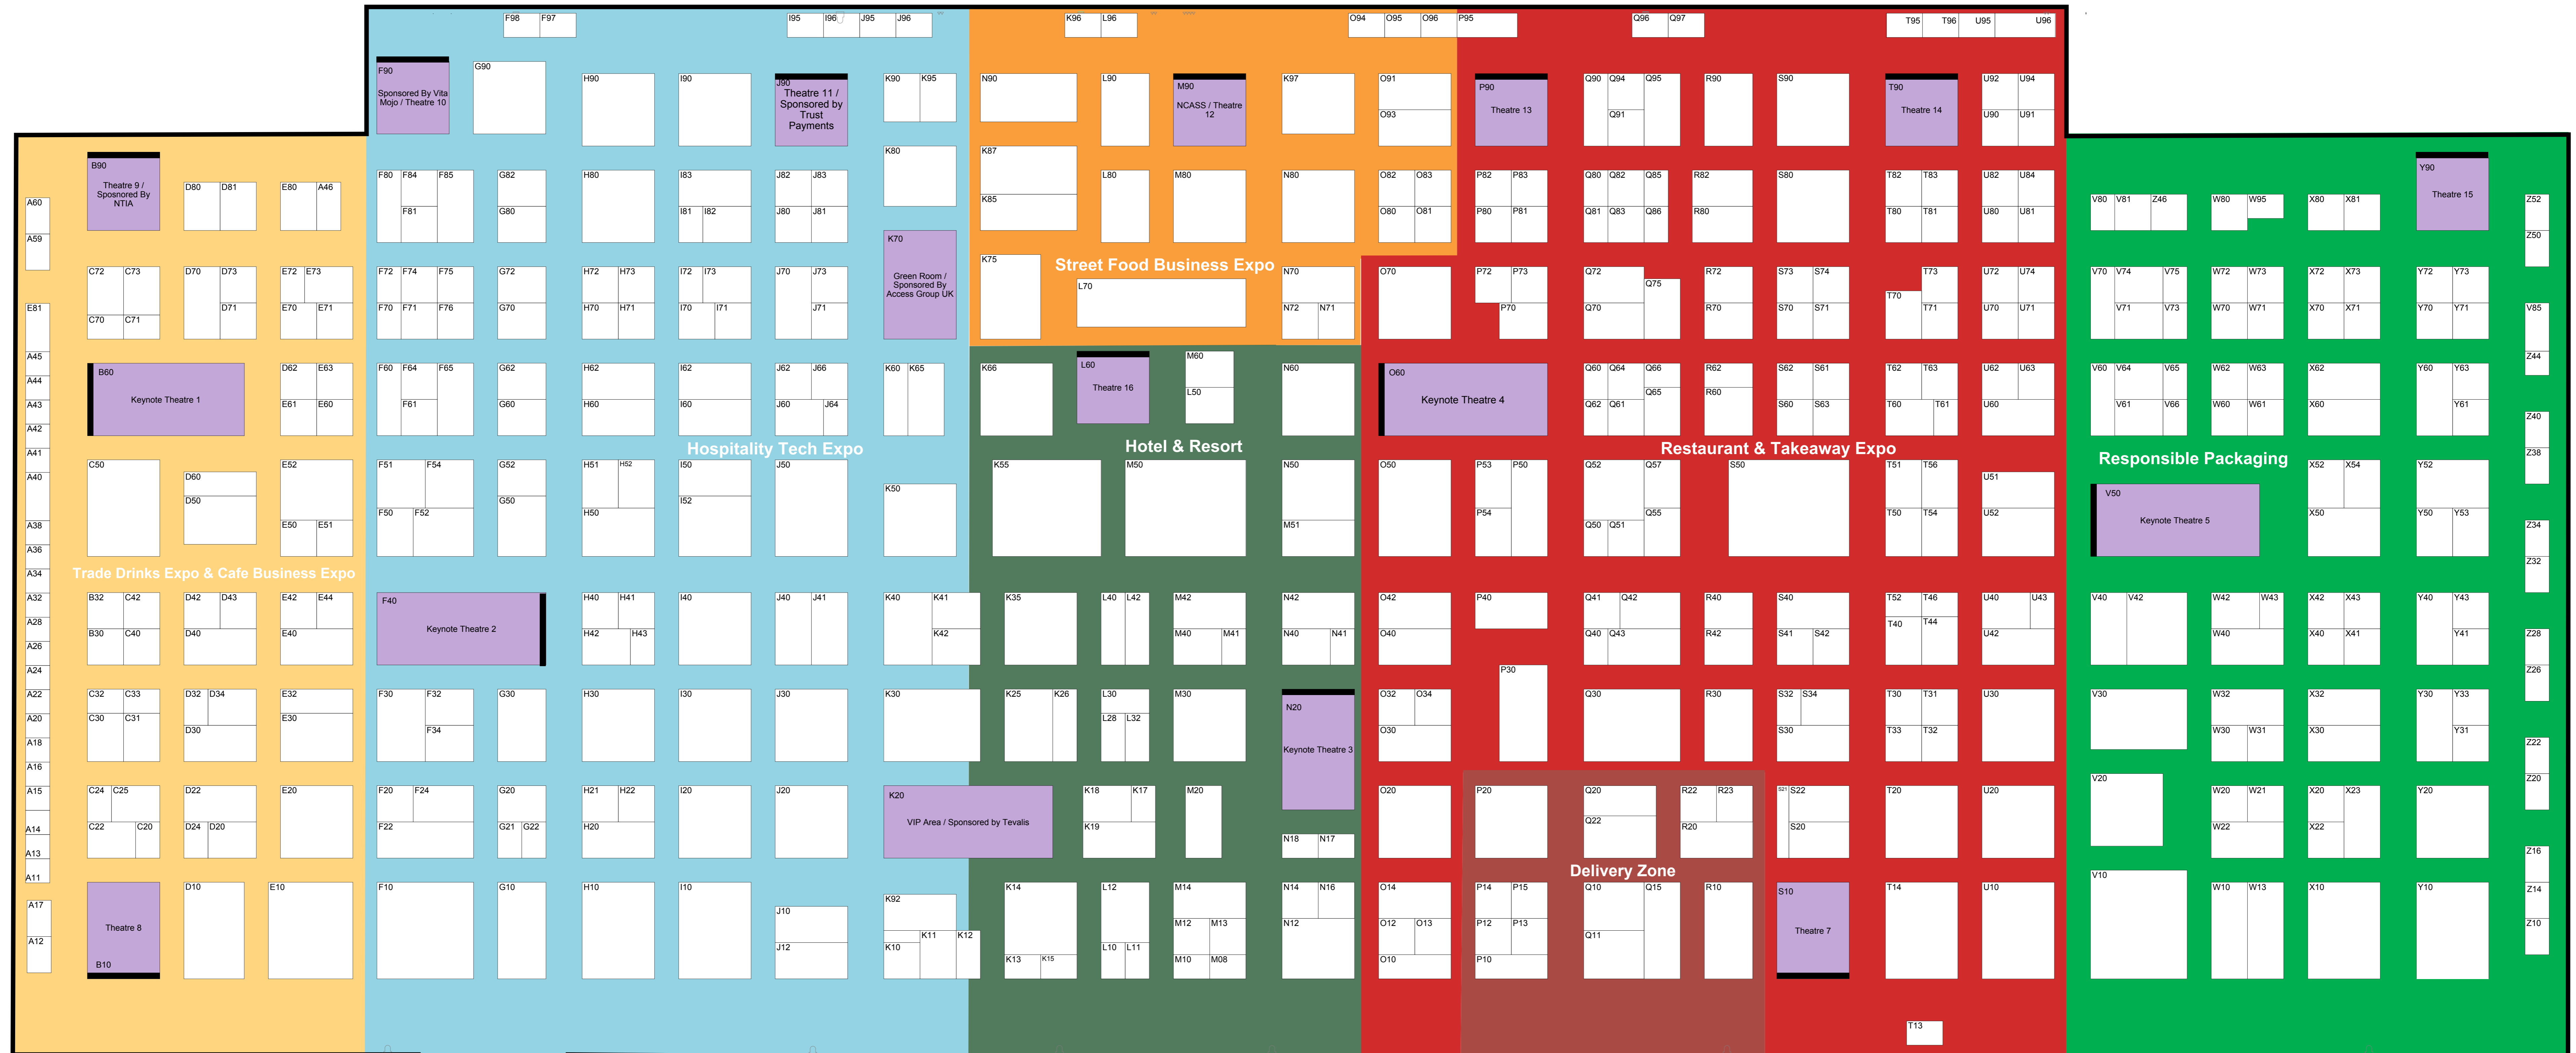 F98 F97 I95 I96 J95 J96 K96 L96 O94 O95 O96 P95 Q96 Q97 T95 T96 U95 U96
F90 G90 H90 I90 J90 K90 K95 N90 L90 M90 K97 O91 P90 Q90 Q94 Q95 R90 S90 T90 U92 U94
Sponsored By Vita
Mojo / Theatre 10
Theatre 11 /
Sponsored by
Trust
Payments
NCASS / Theatre
12
Theatre 13
Theatre 14
O93 Q91 U90 U91
B90
Theatre 9 /
Sposnored By
NTIA
K80 K87
Y90
Theatre 15
D80 D81 E80 A46 F80 F84 F85 G82 H80 I83 J82 J83 L80 M80 N80 O82 O83 P82 P83 Q80 Q82 Q85 R82 S80 T82 T83 U82 U84
A60 K85 V80 V81 Z46 W80 W95 X80 X81 Z52
F81 G80 I81 I82 J80 J81 O80 O81 P80 P81 Q81 Q83 Q86 R80 T80 T81 U80 U81
A59 K70 Z50
Green Room /
Sponsored By
Access Group UK
K75
Street Food Business Expo
C72 C73 D70 D73 E72 E73 F72 F74 F75 G72 H72 H73 I72 I73 J70 J73 N70 O70 P72 P73 Q72 R72 S73 S74 T73 U72 U74 V70 V74 V75 W72 W73 X72 X73 Y72 Y73
L70 Q75 T70
E81 D71 E70 E71 F70 F71 F76 G70 H70 H71 I70 I71 J71 N72 N71 P70 Q70 R70 S70 S71 T71 U70 U71 V71 V73 W70 W71 X70 X71 Y70 Y71 V85
C70 C71
A45 M60 Z44
B60 D62 E63 F60 F64 F65 G62 H62 I62 J62 J66 K60 K65 K66 L60 N60 O60 Q60 Q64 Q66 R62 S62 S61 T62 T63 U62 U63 V60 V64 V65 W62 W63 X62 Y60 Y63
Keynote Theatre 1
Theatre 16
Keynote Theatre 4
A44 L50 Q65 R60
A43 E61 E60 F61 G60 H60 I60 J60 J64 Q62 Q61 S60 S63 T60 T61 U60 V61 V66 W60 W61 X60 Y61
A42 Z40
Hospitality Tech Expo
Hotel & Resort
Restaurant & Takeaway Expo
Responsible Packaging
A41 Z38
C50 E52 F51 F54 G52 H51 H52 I50 J50 K55 M50 N50 O50 P53 P50 Q52 Q57 S50 T51 T56 X52 X54 Y52
A40 D60 U51
K50 V50
Keynote Theatre 5
D50 G50 I52
F50 F52 H50 P54 Q55 T50 T54 U52 X50 Y50 Y53
A38 E50 E51 M51 Q50 Q51 Z34
A36 Z32
A34
Trade Drinks Expo & Cafe Business Expo
A32 B32 C42 D42 D43 E42 E44 F40 H40 H41 I40 J40 J41 K40 K41 K35 L40 L42 M42 N42 O42 P40 Q41 Q42 R40 S40 T52 T46 U40 U43 V40 V42 W42 W43 X42 X43 Y40 Y43
Keynote Theatre 2
A28 T40 T44
B30 C40 D40 E40 H42 H43 K42 M40 M41 N40 N41 O40 Q40 Q43 R42 S41 S42 U42 W40 X40 X41 Y41 Z28
A26
A24 P30 Z26
A22 C32 C33 D32 D34 E32 F30 F32 G30 H30 I30 J30 K30 K25 K26 L30 M30 N20 O32 O34 Q30 R30 S32 S34 T30 T31 U30 V30 W32 X32 Y30 Y33
Keynote Theatre 3
A20 C30 C31 E30 L28 L32
D30 F34 O30 S30 T33 T32 W30 W31 X30 Y31
A18 Z22
A16
V20 Z20
A15 C24 C25 D22 E20 F20 F24 G20 H21 H22 I20 J20 K20 K18 K17 M20 O20 P20 Q20 R22 R23 S21 S22 T20 U20 W20 W21 X20 X23 Y20
VIP Area / Sponsored by Tevalis
A14 C22 C20 D24 D20 F22 G21 G22 H20 K19 Q22 R20 S20 W22 X22
N18 N17
A13 Z16
Delivery Zone
A11
V10
D10 E10 F10 G10 H10 I10 K14 L12 M14 N14 N16 O14 P14 P15 Q10 Q15 R10 S10 T14 U10 W10 W13 X10 Y10 Z14
A17 K92
J10
Theatre 8
M12 M13 N12 O12 O13 P12 P13 Z10
Theatre 7
A12 J12 K10 K11 K12 L10 L11 Q11
B10 K13 K15 M10 M08 O10 P10
T13